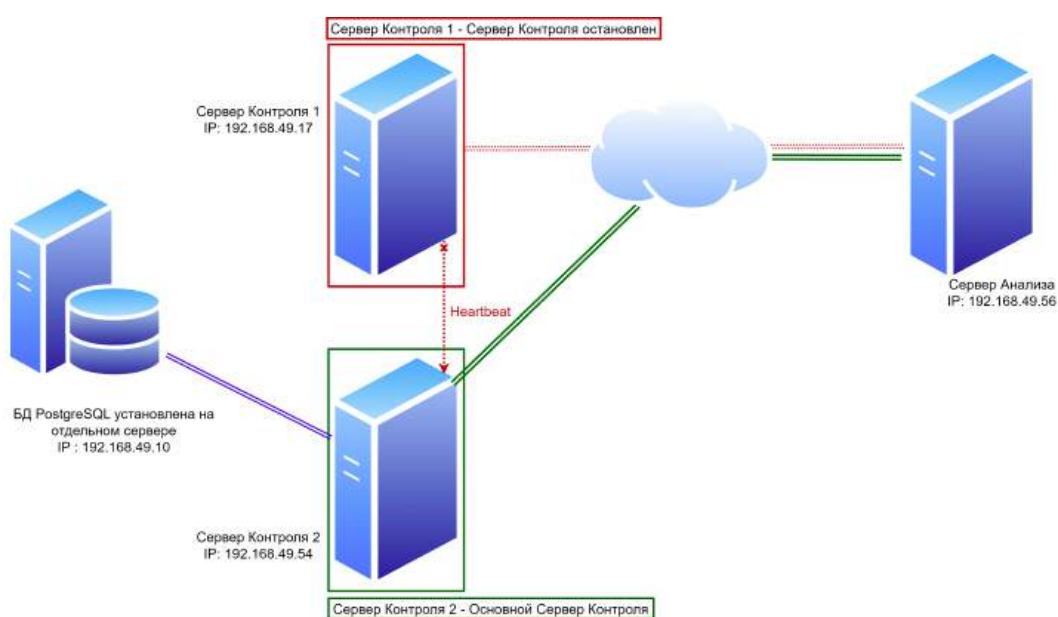 Сервер Контроля 1 - Сервер Контроля остановлен
Сервер Контроля 1
IP: 192.168.49.17
Сервер Анализа
IP: 192.168.49.56
Heartbeat
БД PostgreSQL установлена на
отдельном сервере
IP : 192.168.49.10
Сервер Контроля 2
IP: 192.168.49.54
Сервер Контроля 2 - Основной Сервер Контроля